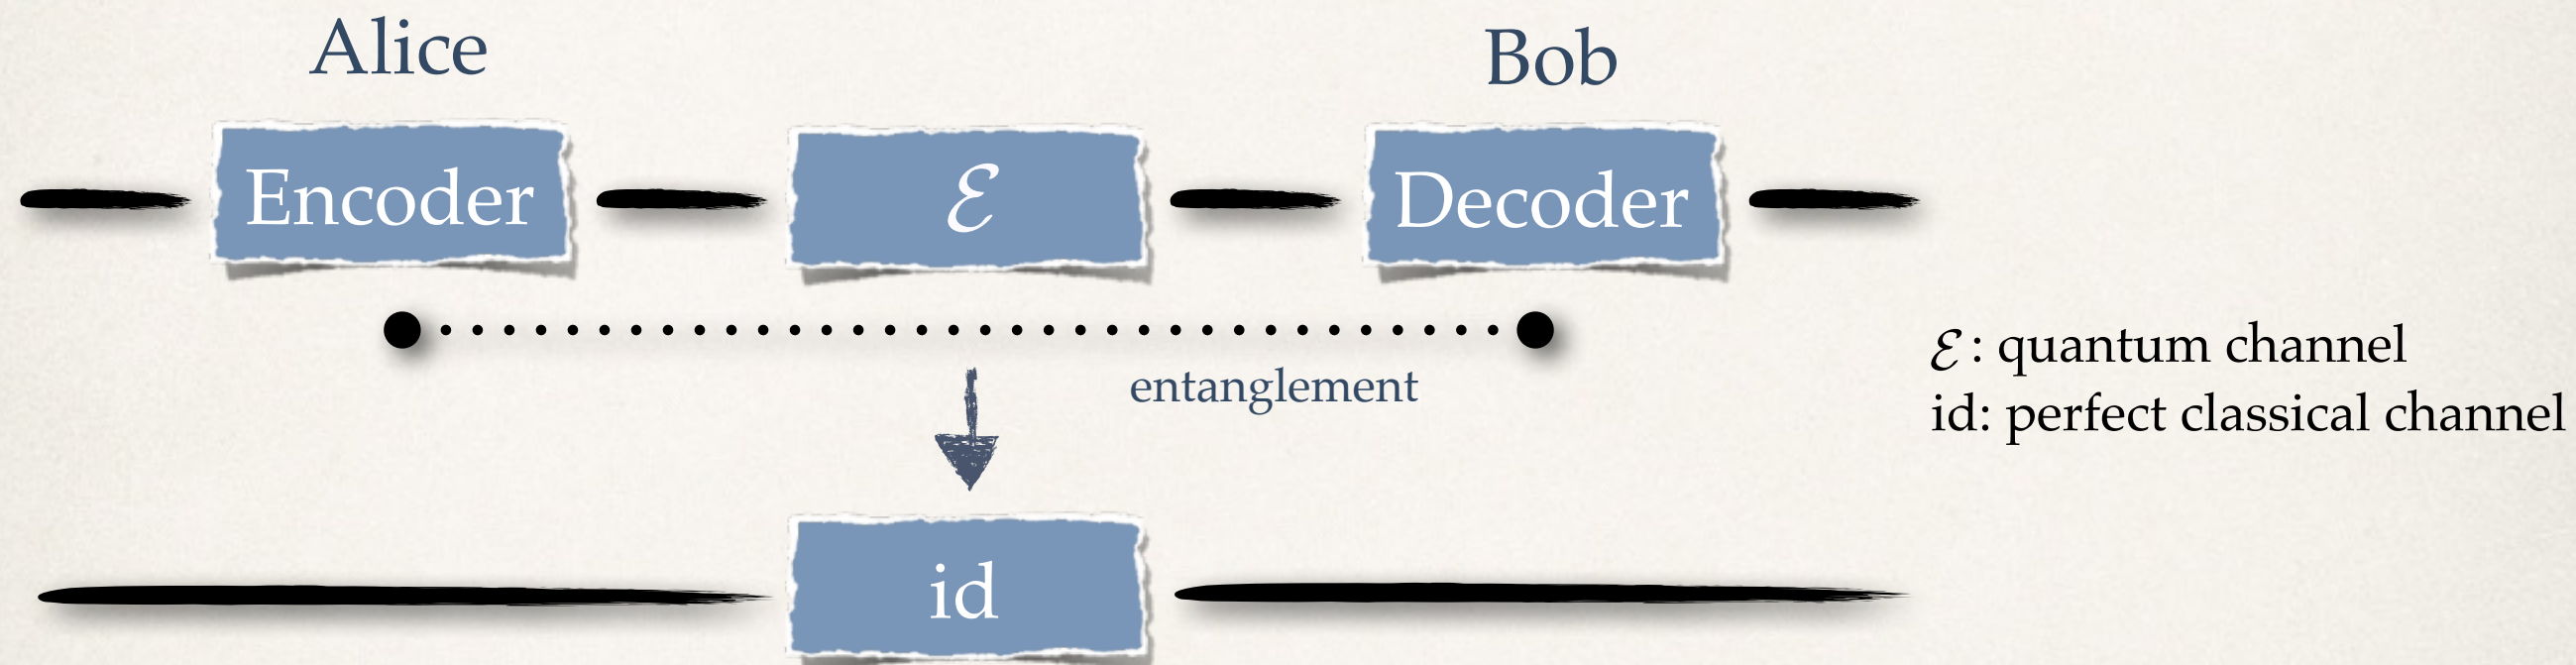 Alice
Bob
Encoder
ℰ
Decoder
entanglement
ℰ : quantum channel
id: perfect classical channel
id